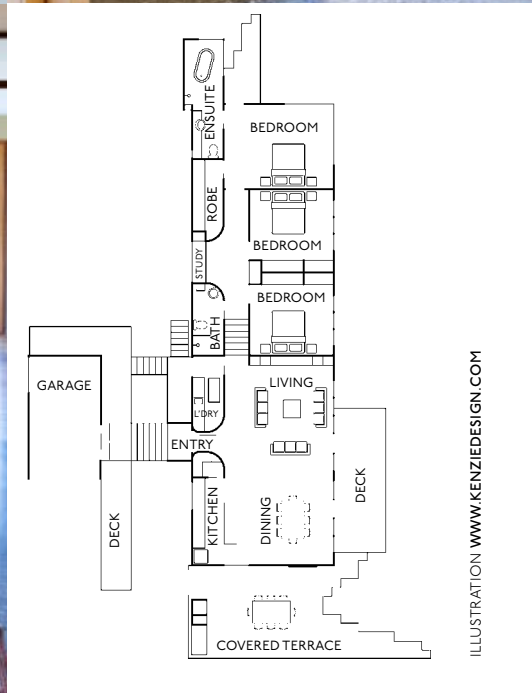 ENSUITE
BEDROOM
ROBE
BEDROOM
STUDY
BEDROOM
BATH
GARAGE
LIVING
L'DRY
ENTRY
KITCHEN
DINING
DECK
DECK
COVERED TERRACE
ILLUSTRATION WWW.KENZIEDESIGN.COM